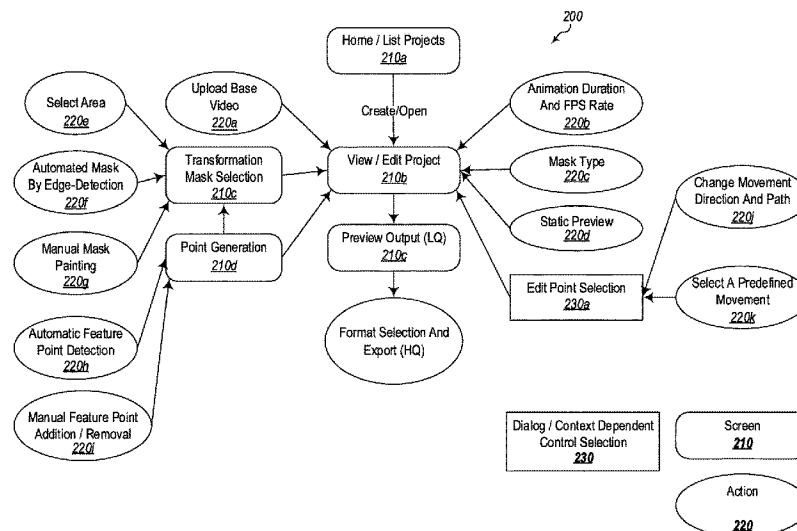 200
Home / List Projects
210a
Create/Open
Select Area
220e
Upload Base
Video
220a
Animation Duration
And FPS Rate
220b
Automated Mask
By Edge-Detection
220f
Transformation
Mask Selection
210c
View / Edit Project
210b
Mask Type
220c
Change Movement
Direction And Path
220j
Static Preview
220d
Manual Mask
Painting
220g
Point Generation
210d
Preview Output (LQ)
210c
Edit Point Selection
230a
Select A Predefined
Movement
220k
Automatic Feature
Point Detection
220h
Format Selection And
Export (HQ)
Manual Feature Point
Addition / Removal
220i
Dialog / Context Dependent
Control Selection
230
Screen
210
Action
220